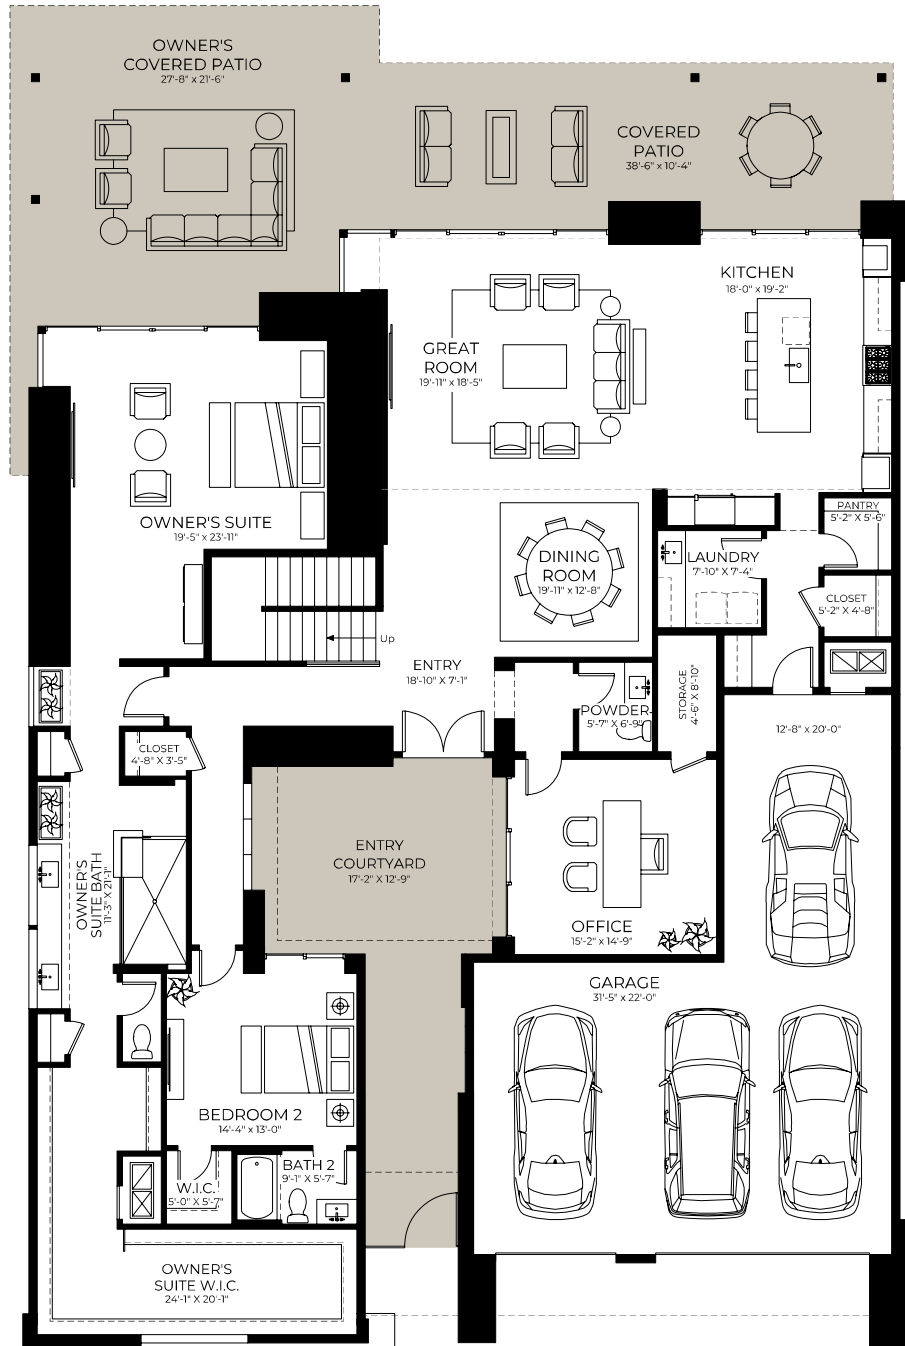 OWNER'S
COVERED PATIO
27'-8" x 21'-6"
COVERED
PATIO
38'-6" x 10'-4"
KITCHEN
18'-0" x 19'-2"
GREAT
ROOM
19'-11" x 18'-5"
OWNER'S SUITE
19'-5" x 23'-11"
PANTRY
5'-2" X 5'-6"
DINING
ROOM
19'-11" x 12'-8"
LAUNDRY
7'-10" X 7'-4"
CLOSET
5'-2" X 4'-8"
Up
ENTRY
18'-10" X 7'-1"
STORAGE
4'-6" X 8'-10"
POWDER
5'-7" X 6'-9"
12'-8" x 20'-0"
CLOSET
4'-8" X 3'-5"
ENTRY
COURTYARD
17'-2" X 12'-9"
OWNER'S
SUITE BATH
11'-3" X 21'-1"
OFFICE
15'-2" x 14'-9"
GARAGE
31'-5" x 22'-0"
BEDROOM 2
14'-4" x 13'-0"
BATH 2
9'-1" X 5'-7"
W.I.C.
5'-0" X 5'-7"
OWNER'S
SUITE W.I.C.
24'-1" X 20'-1"